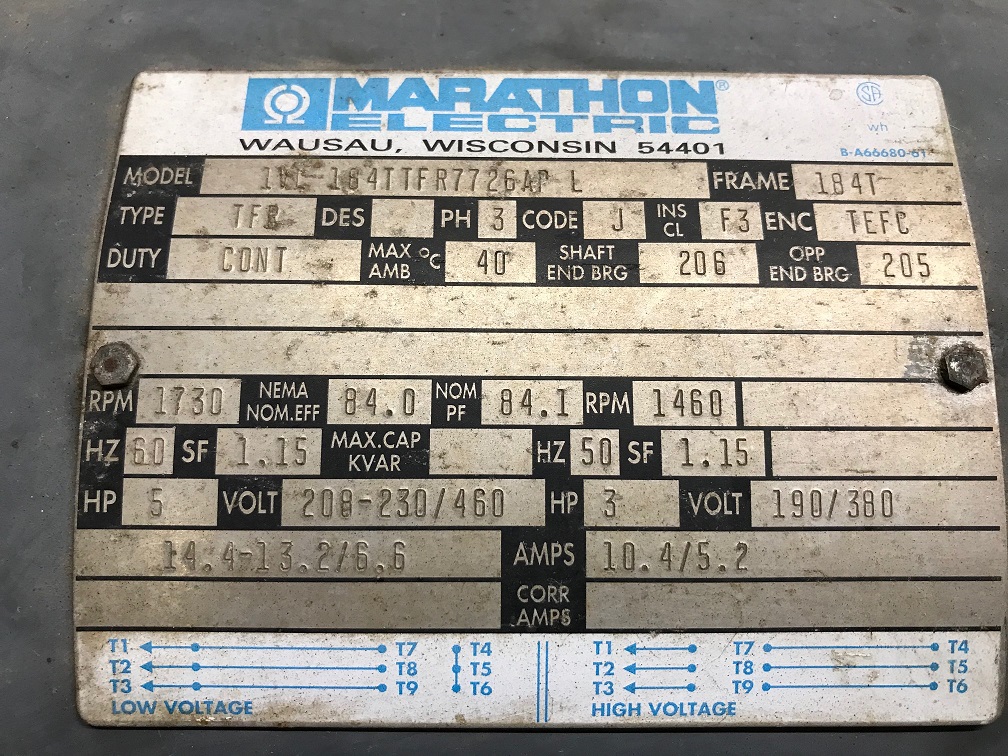 MARATHON®
ELECTRIC
WAUSAU, WISCONSIN 54401
SA
wh
B-A66680-61
MODEL 184TTFR7726AP L FRAME 184T
TYPE TFR DES PH 3 CODE J INS CL F3 ENC TEFC
DUTY CONT MAX °C AMB 40 SHAFT END BRG 206 OPP END BRG 205
RPM 1730 NEMA NOM.EFF 84.0 NOM PF 84.1 RPM 1460
HZ 60 SF 1.15 MAX.CAP KVAR HZ 50 SF 1.15
HP 5 VOLT 208-230/460 HP 3 VOLT 190/380
14.4-13.2/6.6 AMPS 10.4/5.2
CORR AMPS
T1 T7 T4 T1 T7 T4
T2 T8 T5 T2 T8 T5
T3 T9 T6 T3 T9 T6
LOW VOLTAGE HIGH VOLTAGE